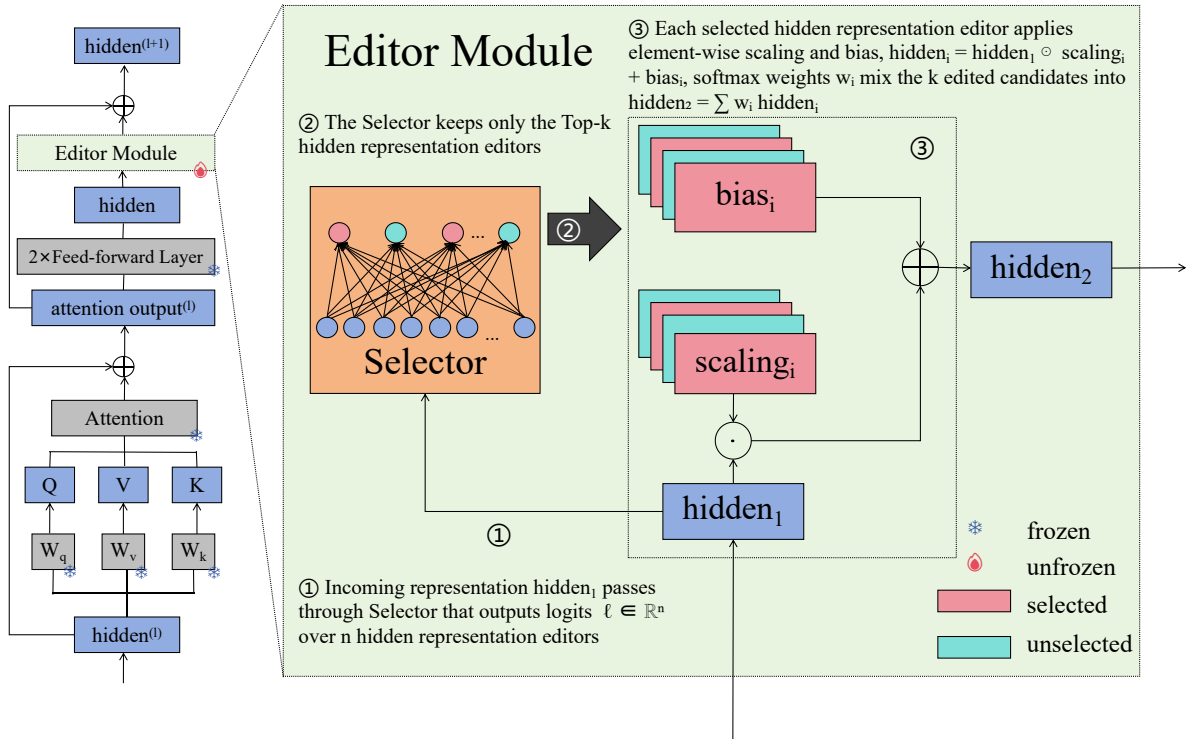 hidden⁽ˡ⁺¹⁾
Editor Module
hidden
2×Feed-forward Layer
attention output⁽ˡ⁾
Attention
Q
V
K
W_q
W_v
W_k
hidden⁽ˡ⁾
Editor Module
③ Each selected hidden representation editor applies
element-wise scaling and bias, hiddenᵢ = hidden₁ ⊙ scalingᵢ
+ biasᵢ, softmax weights wᵢ mix the k edited candidates into
hidden₂ = ∑ wᵢ hiddenᵢ
② The Selector keeps only the Top-k
hidden representation editors
...
...
Selector
②
③
biasᵢ
scalingᵢ
hidden₂
hidden₁
①
① Incoming representation hidden₁ passes
through Selector that outputs logits ℓ ∈ ℝⁿ
over n hidden representation editors
frozen
unfrozen
selected
unselected